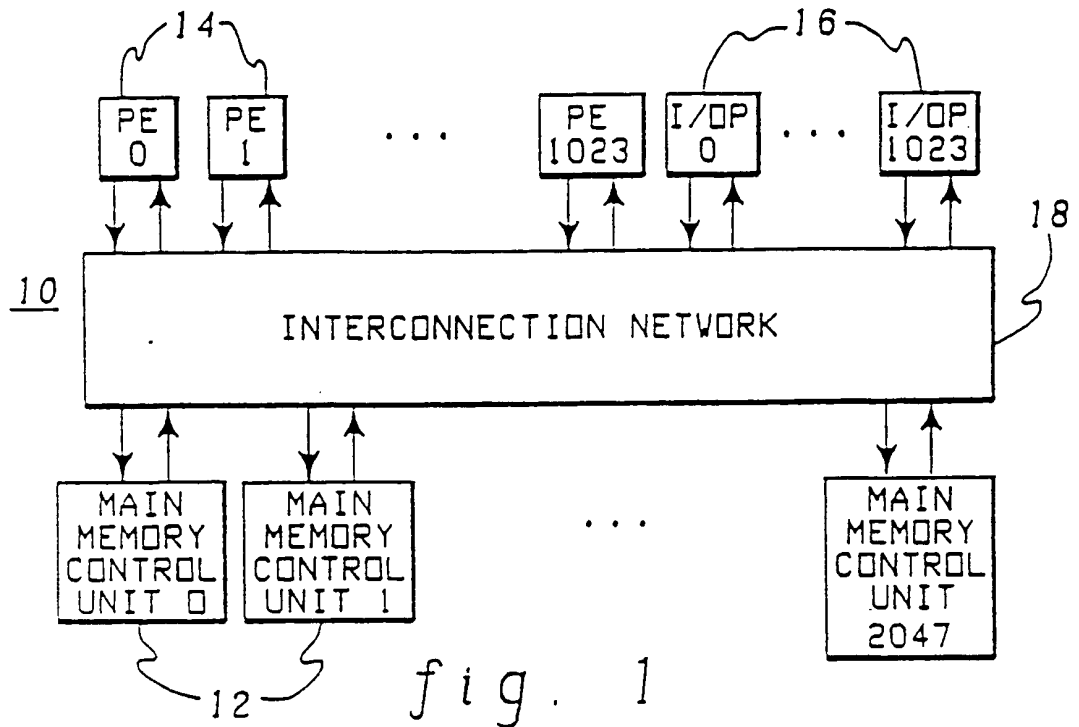 14
16
PE
0
PE
1
...
PE
1023
I/OP
0
...
I/OP
1023
18
10
INTERCONNECTION NETWORK
MAIN
MEMORY
CONTROL
UNIT 0
MAIN
MEMORY
CONTROL
UNIT 1
...
MAIN
MEMORY
CONTROL
UNIT
2047
12
fig. 1